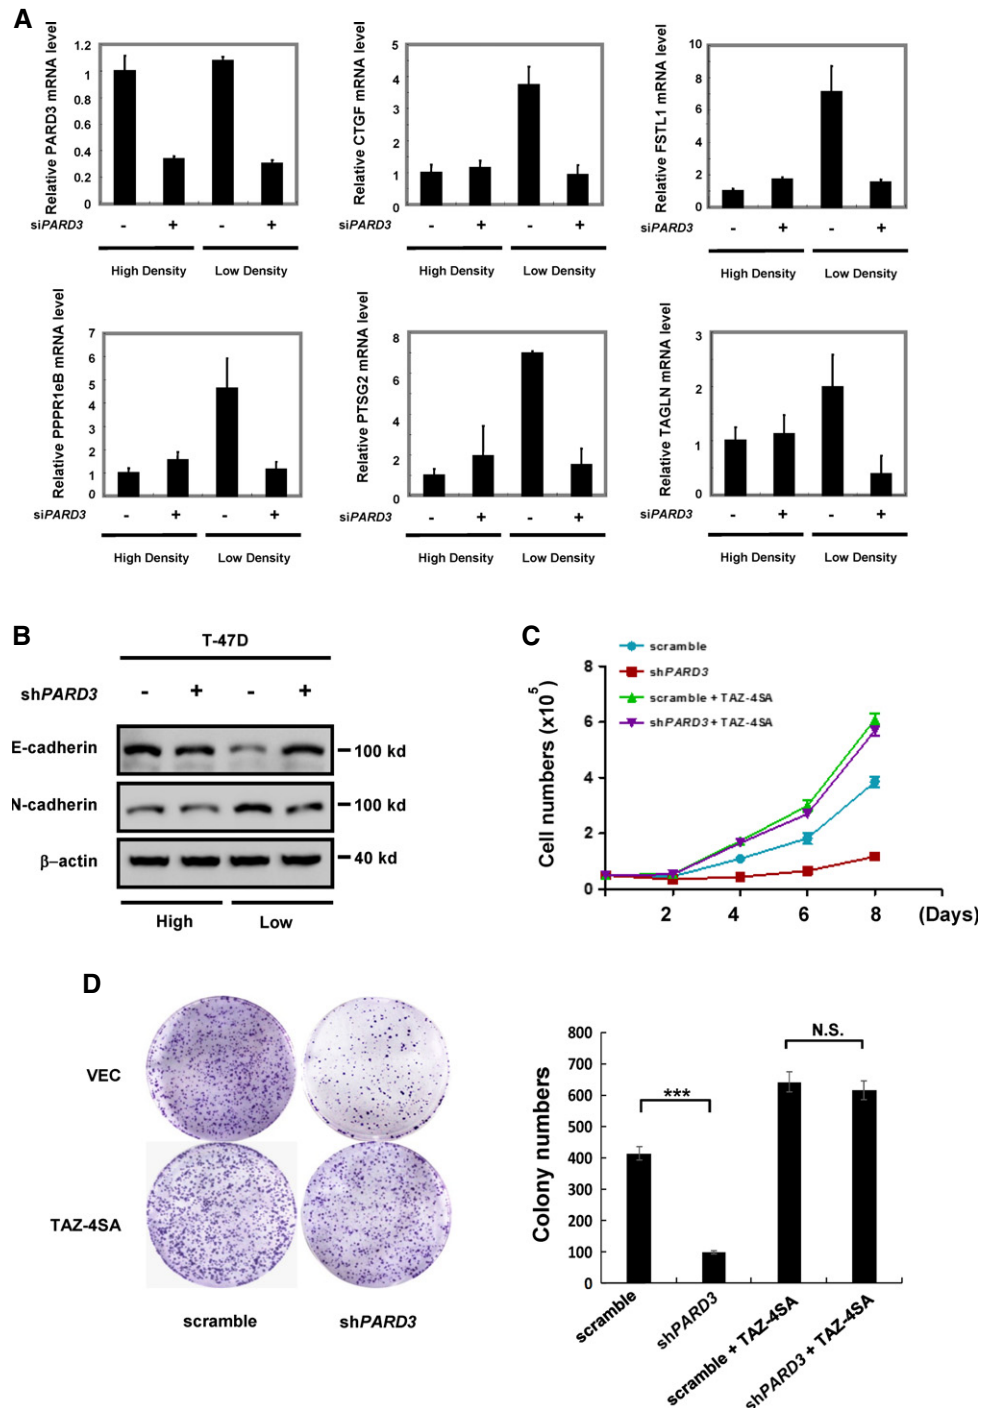 A
Relative PARD3 mRNA level
1.2
1
0.8
0.6
0.4
0.2
0
siPARD3 - + - +
High Density Low Density
Relative CTGF mRNA level
5
4
3
2
1
0
siPARD3 - + - +
High Density Low Density
Relative FSTL1 mRNA level
10
8
6
4
2
0
siPARD3 - + - +
High Density Low Density
Relative PPPR1eB mRNA level
7
6
5
4
3
2
1
0
siPARD3 - + - +
High Density Low Density
Relative PTSG2 mRNA level
8
6
4
2
0
siPARD3 - + - +
High Density Low Density
Relative TAGLN mRNA level
3
2
1
0
siPARD3 - + - +
High Density Low Density
B
T-47D
shPARD3 - + - +
E-cadherin 100 kd
N-cadherin 100 kd
β-actin 40 kd
High Low
C
scramble
shPARD3
scramble + TAZ-4SA
shPARD3 + TAZ-4SA
Cell numbers (x10⁵)
8
6
4
2
0
2 4 6 8 (Days)
D
VEC
TAZ-4SA
scramble shPARD3
Colony numbers
800
700
600
500
400
300
200
100
0
***
N.S.
scramble
shPARD3
scramble + TAZ-4SA
shPARD3 + TAZ-4SA